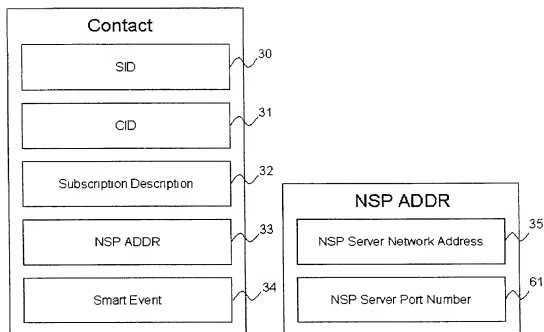 Contact
SID
30
CID
31
Subscription Description
32
NSP ADDR
33
Smart Event
34
NSP ADDR
NSP Server Network Address
35
NSP Server Port Number
61